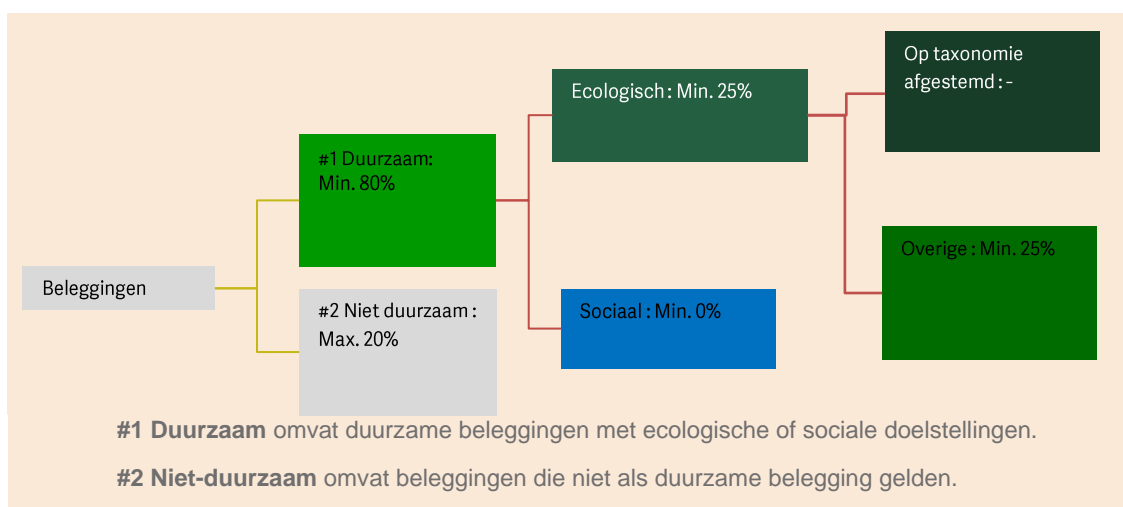 Beleggingen
#1 Duurzaam:
Min. 80%
#2 Niet duurzaam :
Max. 20%
Ecologisch : Min. 25%
Sociaal : Min. 0%
Op taxonomie
afgestemd : -
Overige : Min. 25%
#1 Duurzaam omvat duurzame beleggingen met ecologische of sociale doelstellingen.
#2 Niet-duurzaam omvat beleggingen die niet als duurzame belegging gelden.